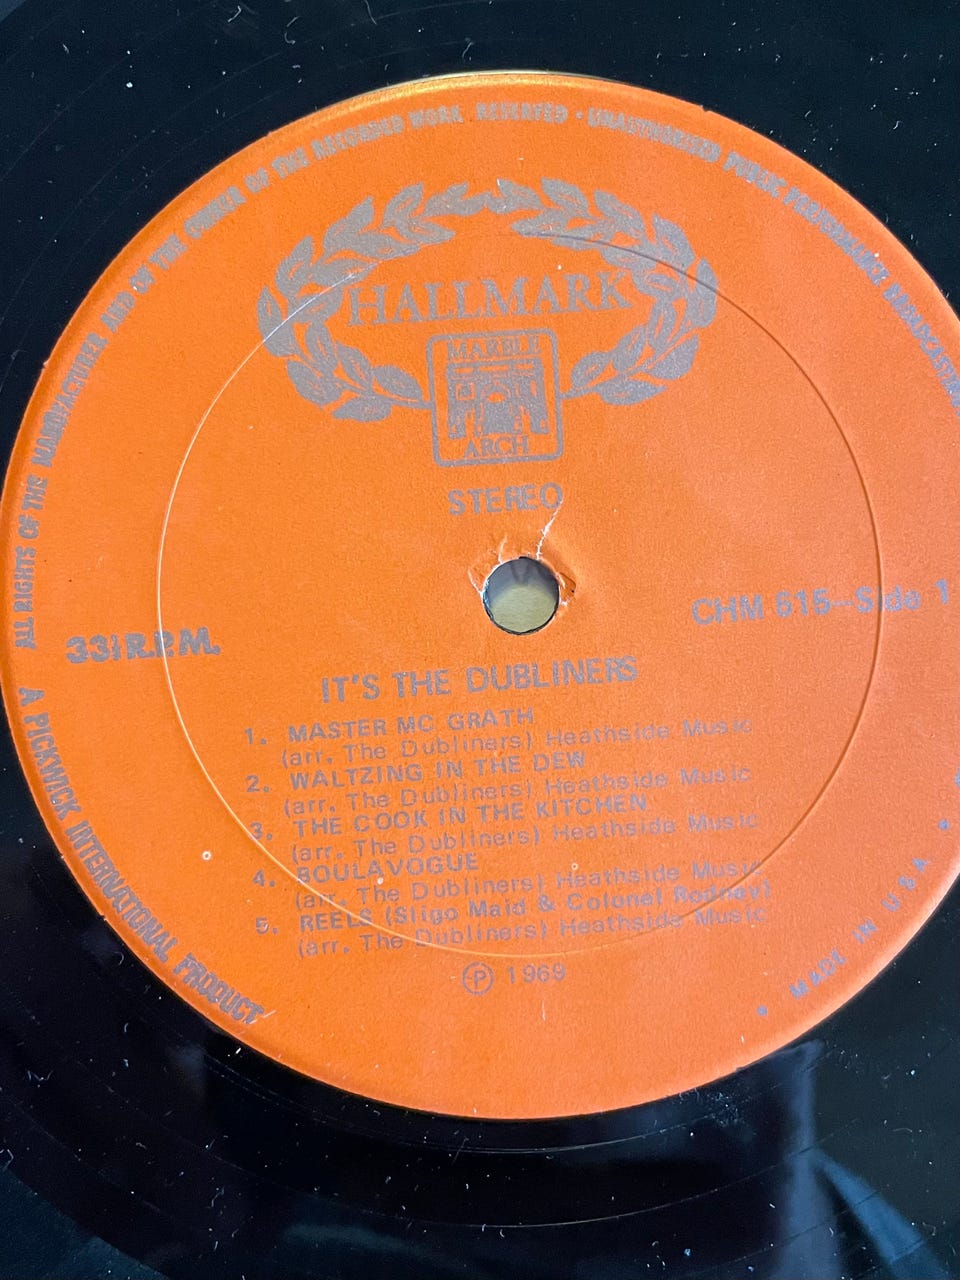 ALL RIGHTS OF THE MANUFACTURER AND OF THE OWNER OF THE RECORDED WORK RESERVED • UNAUTHORISED PUBLIC PERFORMANCE BROADCASTING
HALLMARK
MARBLE
ARCH
STEREO
CHM 615—Side 1
33⅓ R.P.M.
IT'S THE DUBLINERS
1. MASTER MC GRATH
(arr. The Dubliners) Heathside Music
2. WALTZING IN THE DEW
(arr. The Dubliners) Heathside Music
3. THE COOK IN THE KITCHEN
(arr. The Dubliners) Heathside Music
4. BOULAVOGUE
(arr. The Dubliners) Heathside Music
5. REELS (Sligo Maid & Colonel Rodney)
(arr. The Dubliners) Heathside Music
℗ 1969
A PICKWICK INTERNATIONAL PRODUCT
• MADE IN U.S.A. •